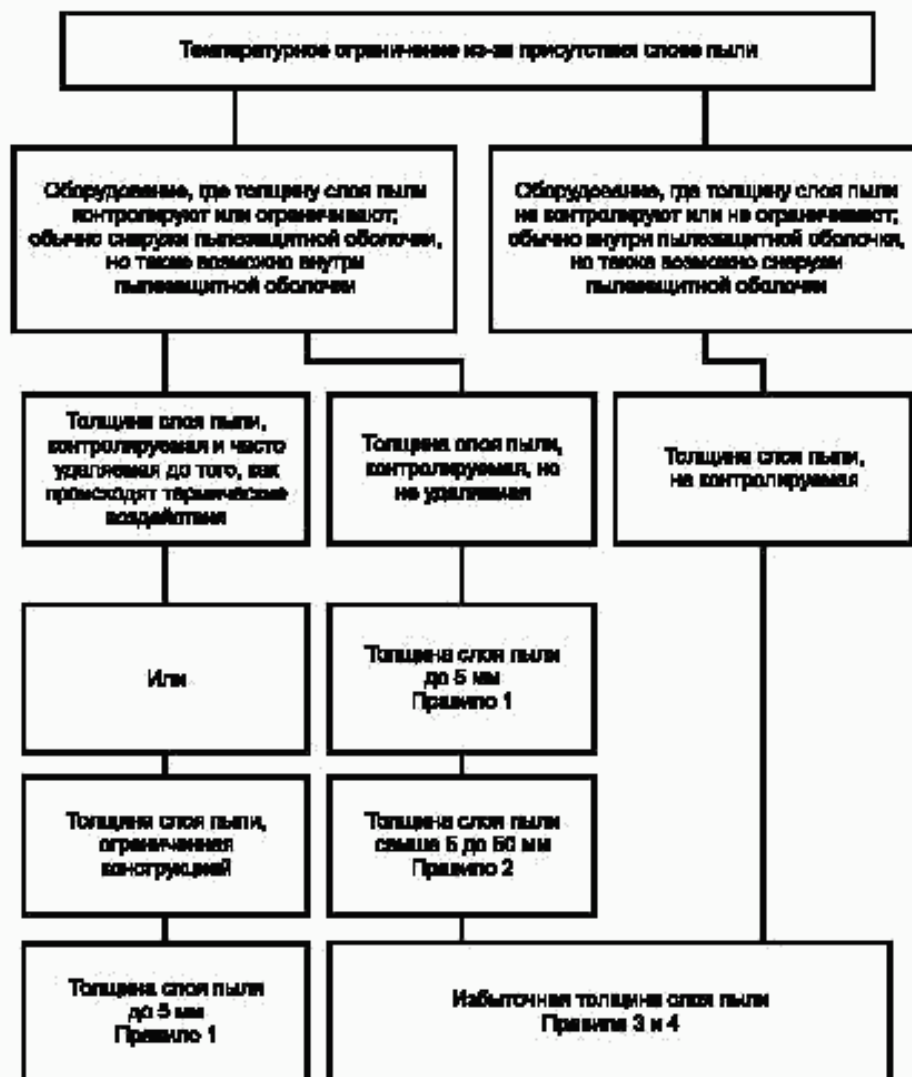 Температурное ограничение из-за присутствия слоев пыли
Оборудование, где толщину слоя пыли
контролируют или ограничивают;
обычно снаружи пылезащитной оболочки,
но также возможно внутри
пылезащитной оболочки
Оборудование, где толщину слоя пыли
не контролируют или не ограничивают;
обычно внутри пылезащитной оболочки,
но также возможно снаружи
пылезащитной оболочки
Толщина слоя пыли,
контролируемая и часто
удаляемая до того, как
происходят термические
воздействия
Толщина слоя пыли,
контролируемая, но
не удаляемая
Толщина слоя пыли,
не контролируемая
Или
Толщина слоя пыли
до 5 мм
Правило 1
Толщина слоя пыли,
ограниченная
конструкцией
Толщина слоя пыли
свыше 5 до 50 мм
Правило 2
Толщина слоя пыли
до 5 мм
Правило 1
Избыточная толщина слоя пыли
Правила 3 и 4